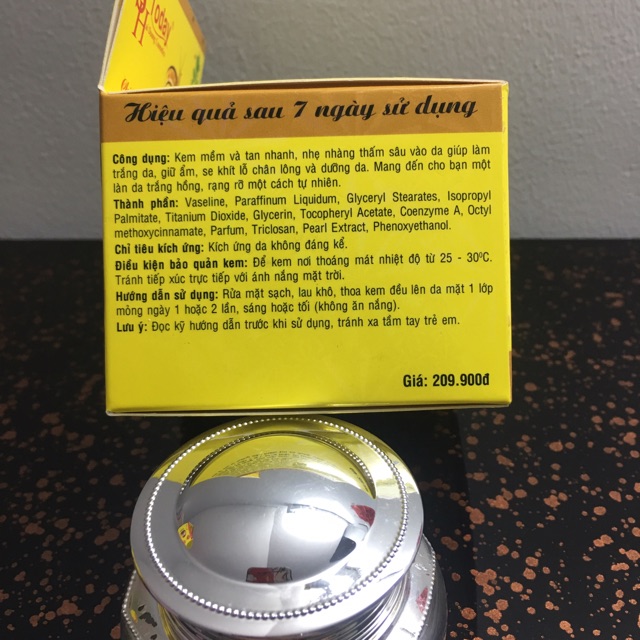 Today
Hiệu quả sau 7 ngày sử dụng
Công dụng: Kem mềm và tan nhanh, nhẹ nhàng thấm sâu vào da giúp làm
trắng da, giữ ẩm, se khít lỗ chân lông và dưỡng da. Mang đến cho bạn một
làn da trắng hồng, rạng rỡ một cách tự nhiên.
Thành phần: Vaseline, Paraffinum Liquidum, Glyceryl Stearates, Isopropyl
Palmitate, Titanium Dioxide, Glycerin, Tocopheryl Acetate, Coenzyme A, Octyl
methoxycinnamate, Parfum, Triclosan, Pearl Extract, Phenoxyethanol.
Chỉ tiêu kích ứng: Kích ứng da không đáng kể.
Điều kiện bảo quản kem: Để kem nơi thoáng mát nhiệt độ từ 25 - 30ºC.
Tránh tiếp xúc trực tiếp với ánh nắng mặt trời.
Hướng dẫn sử dụng: Rửa mặt sạch, lau khô, thoa kem đều lên da mặt 1 lớp
mỏng ngày 1 hoặc 2 lần, sáng hoặc tối (không ăn nắng).
Lưu ý: Đọc kỹ hướng dẫn trước khi sử dụng, tránh xa tầm tay trẻ em.
Giá: 209.900đ